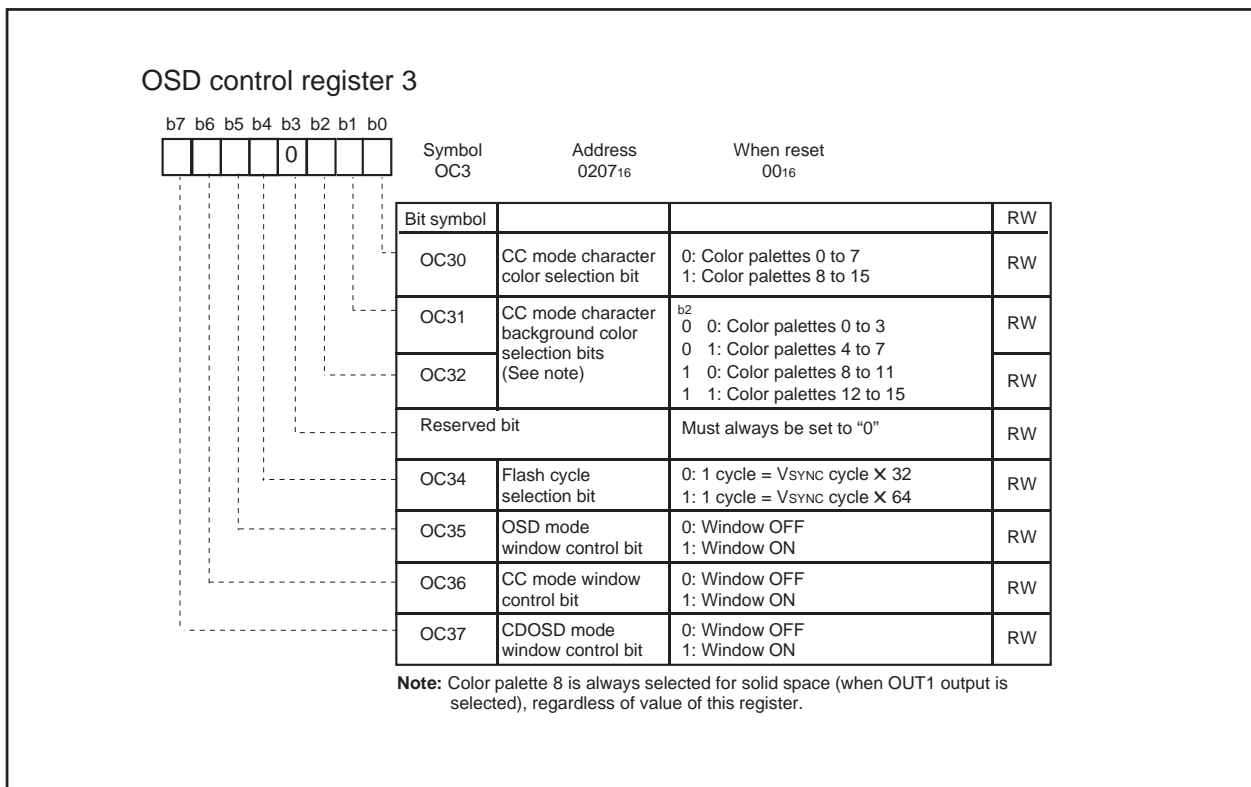 OSD control register 3
b7 b6 b5 b4 b3 b2 b1 b0
0
Symbol Address When reset
OC3 0207₁₆ 00₁₆
Bit symbol RW
OC30 CC mode character color selection bit 0: Color palettes 0 to 7 RW
1: Color palettes 8 to 15
OC31 CC mode character background color selection bits (See note) b2 RW
0 0: Color palettes 0 to 3
0 1: Color palettes 4 to 7
OC32 1 0: Color palettes 8 to 11 RW
1 1: Color palettes 12 to 15
Reserved bit Must always be set to “0” RW
OC34 Flash cycle selection bit 0: 1 cycle = VSYNC cycle ✕ 32 RW
1: 1 cycle = VSYNC cycle ✕ 64
OC35 OSD mode window control bit 0: Window OFF RW
1: Window ON
OC36 CC mode window control bit 0: Window OFF RW
1: Window ON
OC37 CDOSD mode window control bit 0: Window OFF RW
1: Window ON
Note: Color palette 8 is always selected for solid space (when OUT1 output is
selected), regardless of value of this register.